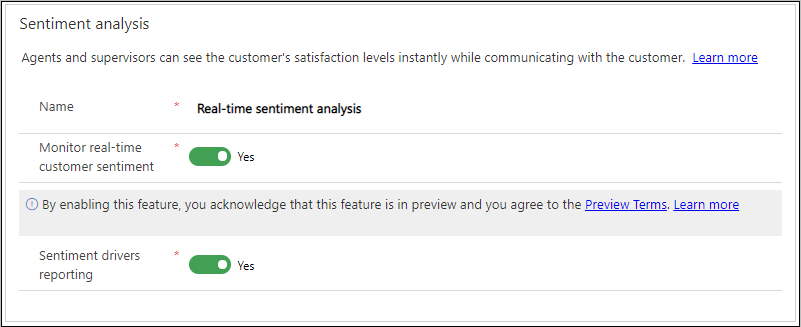 Sentiment analysis
Agents and supervisors can see the customer's satisfaction levels instantly while communicating with the customer. Learn more
Name * Real-time sentiment analysis
Monitor real-time * Yes
customer sentiment
By enabling this feature, you acknowledge that this feature is in preview and you agree to the Preview Terms. Learn more
Sentiment drivers * Yes
reporting